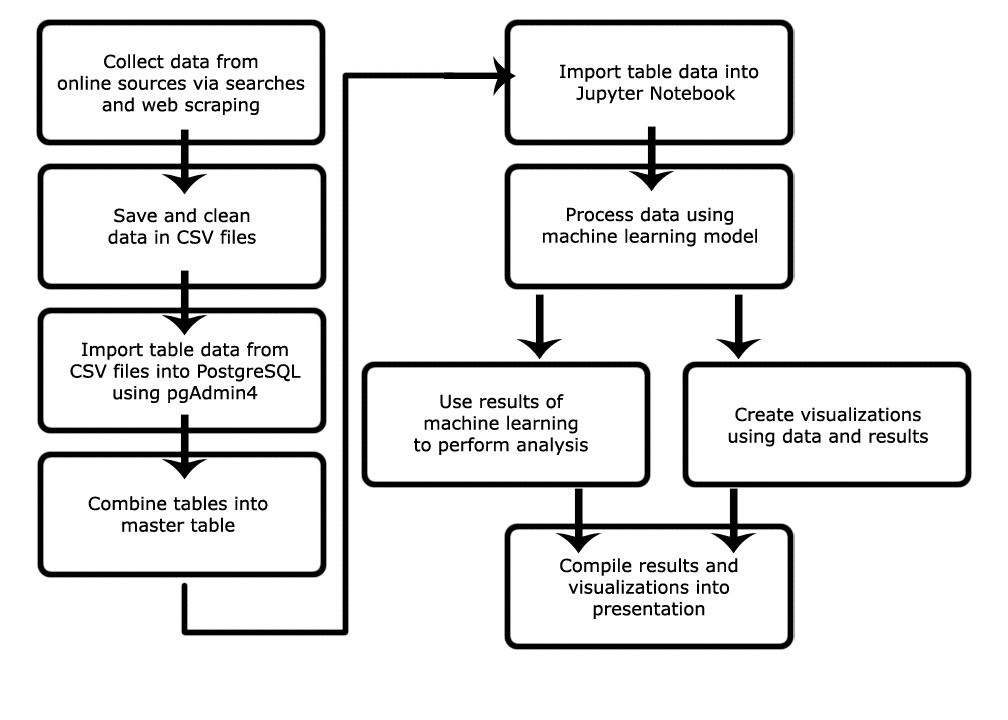 Collect data from
online sources via searches
and web scraping
Save and clean
data in CSV files
Import table data from
CSV files into PostgreSQL
using pgAdmin4
Combine tables into
master table
Import table data into
Jupyter Notebook
Process data using
machine learning model
Use results of
machine learning
to perform analysis
Create visualizations
using data and results
Compile results and
visualizations into
presentation